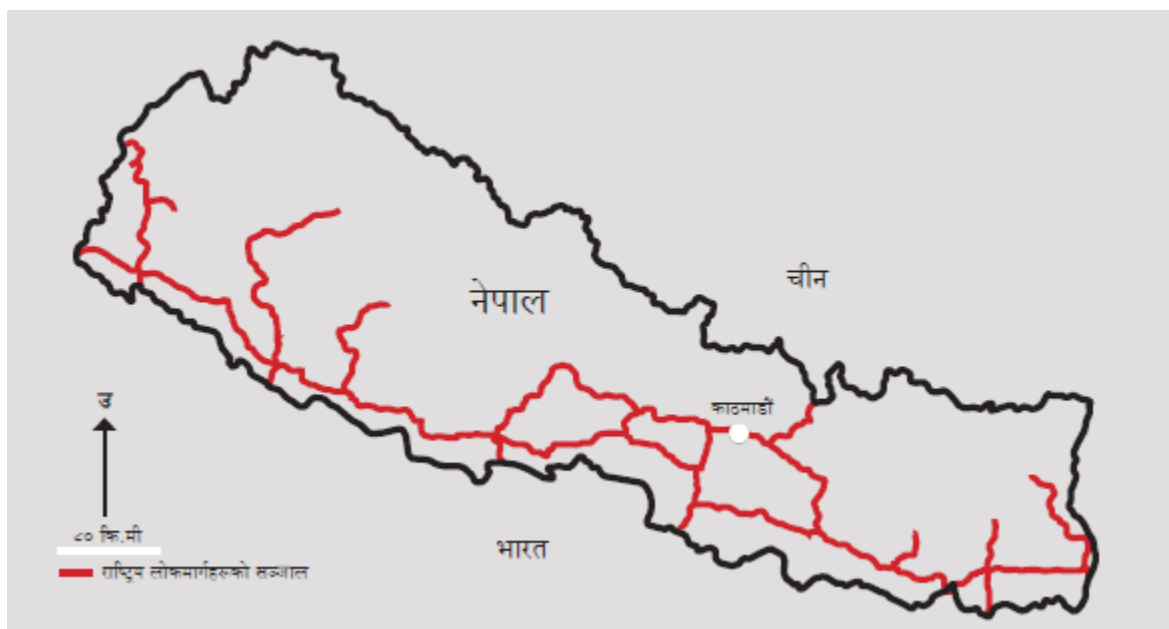 चीन
नेपाल
काठमाडौं
उ
८० कि.मी
भारत
राष्ट्रिय लोकमार्गहरुको सञ्जाल